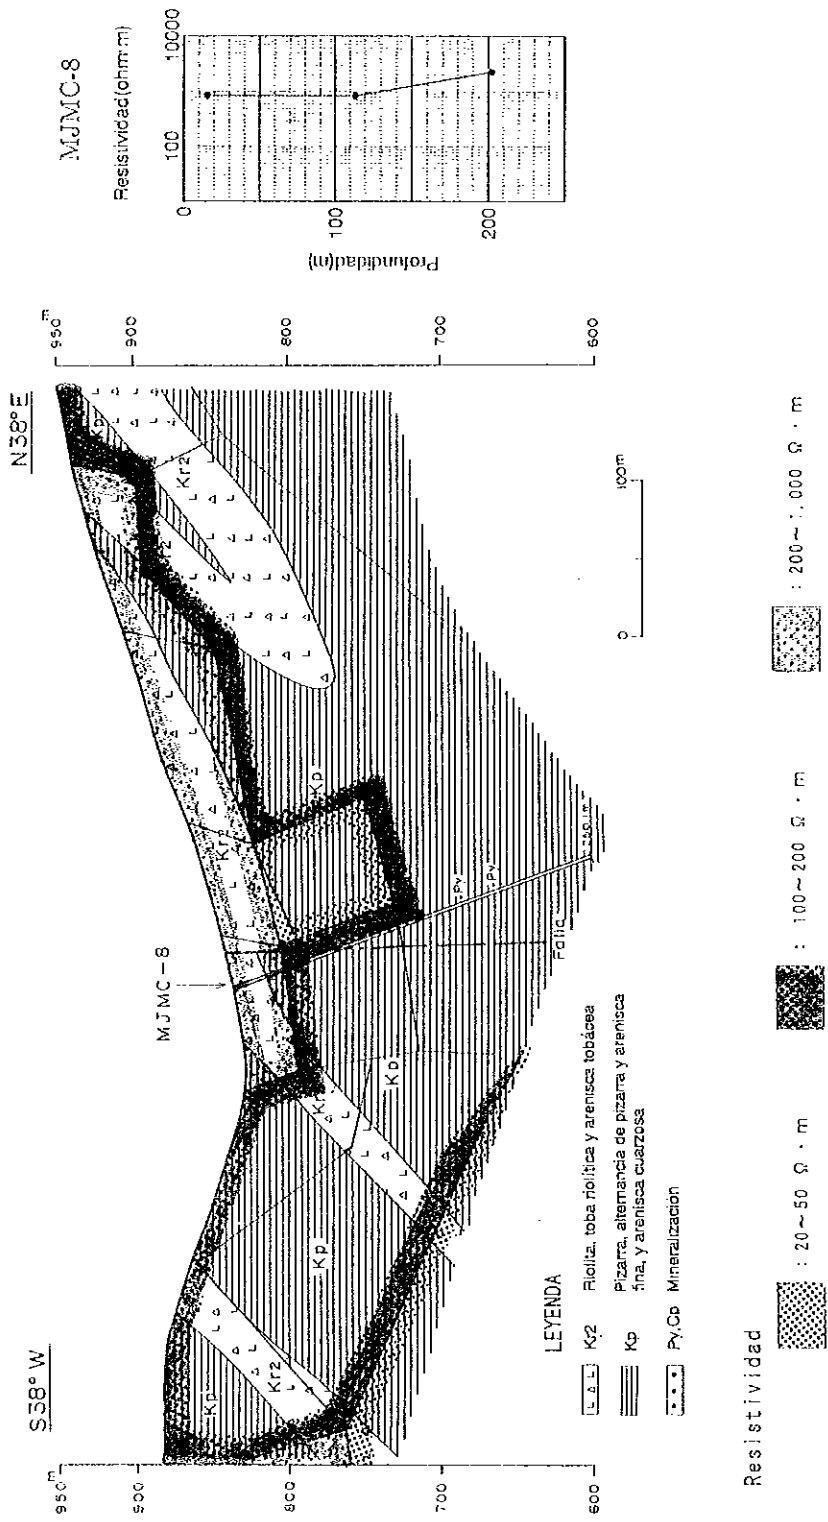 MJMC-8
Resistividad(ohm·m)
100
10000
0
100
200
Profundidad(m)
S38°W
N38°E
m
950
900
800
700
600
m
950
900
800
700
600
MJMC-8
Kp
Kr2
Kp
Kr
Kp
Kr
Kp
Kr2
Kp
Py
Py
Falla
0
100m
LEYENDA
Kr2 Riolita, toba riolítica y arenisca tobácea
Kp Pizarra, alternancia de pizarra y arenisca
fina, y arenisca cuarzosa
Py,Cp Mineralización
Resistividad
: 20~50 Ω·m
: 100~200 Ω·m
: 200~1,000 Ω·m